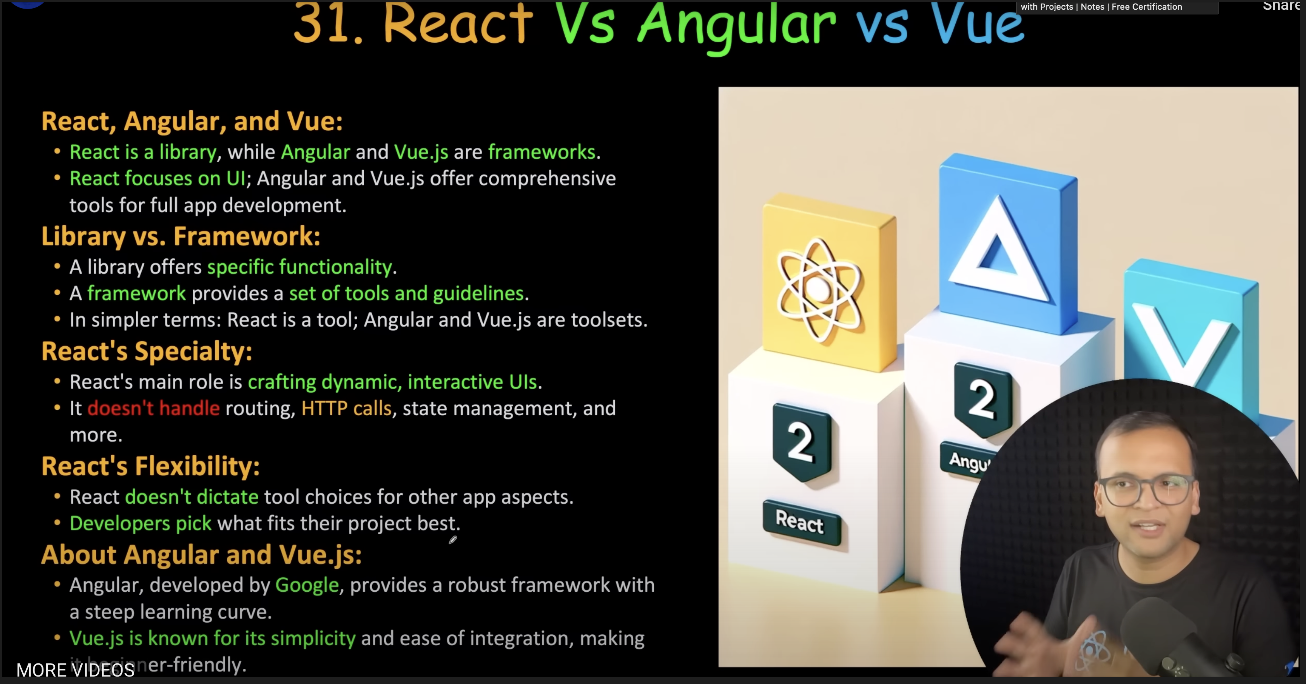 with Projects | Notes | Free Certification
Share
31. React Vs Angular vs Vue
React, Angular, and Vue:
• React is a library, while Angular and Vue.js are frameworks.
• React focuses on UI; Angular and Vue.js offer comprehensive
tools for full app development.
Library vs. Framework:
• A library offers specific functionality.
• A framework provides a set of tools and guidelines.
• In simpler terms: React is a tool; Angular and Vue.js are toolsets.
React's Specialty:
• React's main role is crafting dynamic, interactive UIs.
• It doesn't handle routing, HTTP calls, state management, and
more.
React's Flexibility:
• React doesn't dictate tool choices for other app aspects.
• Developers pick what fits their project best.
About Angular and Vue.js:
• Angular, developed by Google, provides a robust framework with
a steep learning curve.
• Vue.js is known for its simplicity and ease of integration, making
it beginner-friendly.
MORE VIDEOS
2
React
2
Angu
V